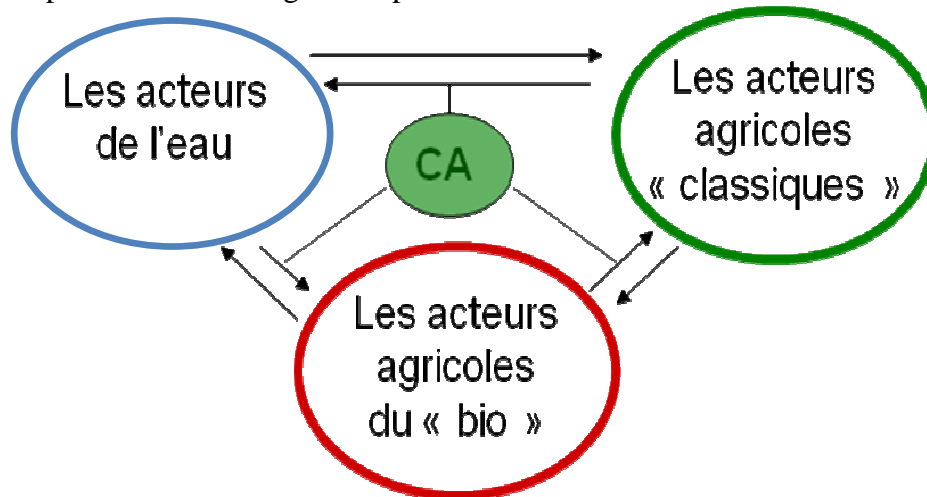 Les acteurs
de l'eau
Les acteurs
agricoles
« classiques »
CA
Les acteurs
agricoles
du « bio »